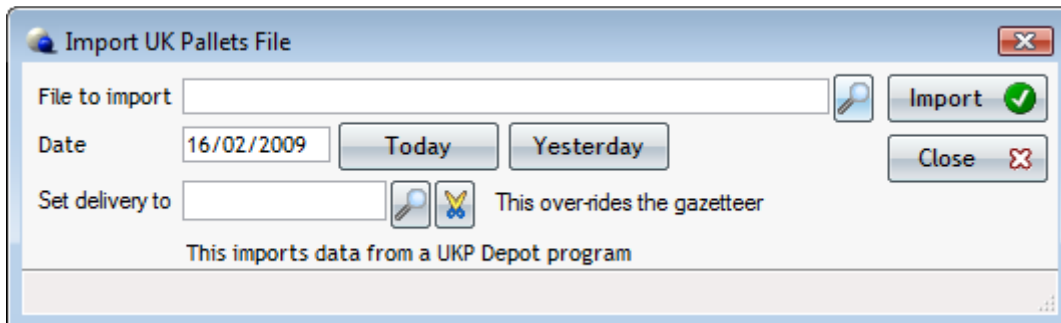 Import UK Pallets File
File to import Import
Date 16/02/2009 Today Yesterday
Close
Set delivery to This over-rides the gazetteer
This imports data from a UKP Depot program